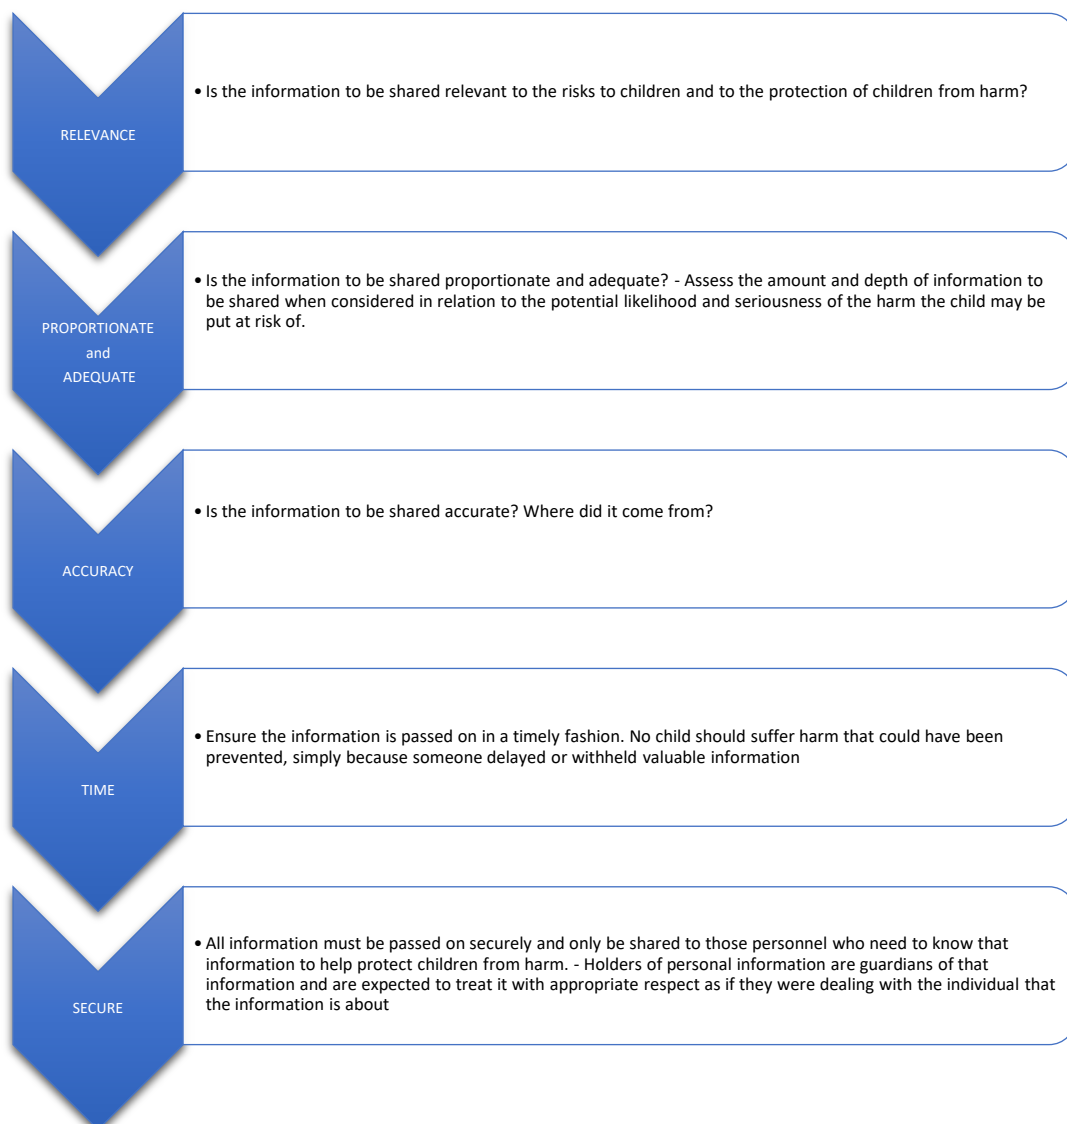 RELEVANCE
• Is the information to be shared relevant to the risks to children and to the protection of children from harm?
PROPORTIONATE
and
ADEQUATE
• Is the information to be shared proportionate and adequate? - Assess the amount and depth of information to
be shared when considered in relation to the potential likelihood and seriousness of the harm the child may be
put at risk of.
ACCURACY
• Is the information to be shared accurate? Where did it come from?
TIME
• Ensure the information is passed on in a timely fashion. No child should suffer harm that could have been
prevented, simply because someone delayed or withheld valuable information
SECURE
• All information must be passed on securely and only be shared to those personnel who need to know that
information to help protect children from harm. - Holders of personal information are guardians of that
information and are expected to treat it with appropriate respect as if they were dealing with the individual that
the information is about